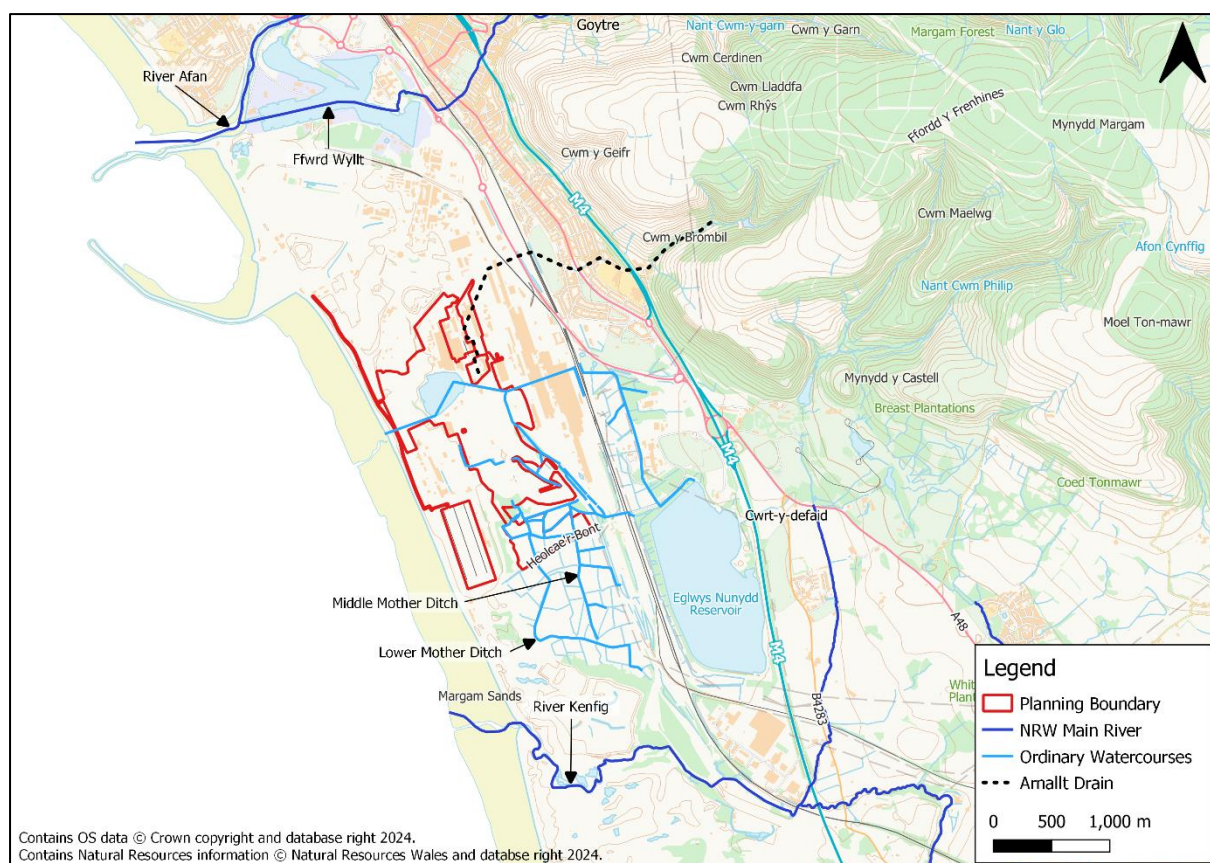 Goytre
Nant Cwm-y-garn
Cwm y Garn
Margam Forest
Nant y Glo
Cwm Cerdinen
River Afan
Cwm Lladdfa
Cwm Rhŷs
Ffordd Y Frenhines
Mynydd Margam
Ffwrd Wyllt
Cwm y Geifr
M4
Cwm Maelwg
Cwm y Brombil
Afon Cynffig
Nant Cwm Philip
Moel Ton-mawr
Mynydd y Castell
Breast Plantations
M4
Coed Tonmawr
Cwrt-y-defaid
Heolcae'r-Bont
Middle Mother Ditch
Eglwys Nunydd
Reservoir
A48
Lower Mother Ditch
M4
Margam Sands
River Kenfig
B4283
Whit
Plant
Legend
Planning Boundary
NRW Main River
Ordinary Watercourses
Arnallt Drain
0 500 1,000 m
Contains OS data © Crown copyright and database right 2024.
Contains Natural Resources information © Natural Resources Wales and databse right 2024.